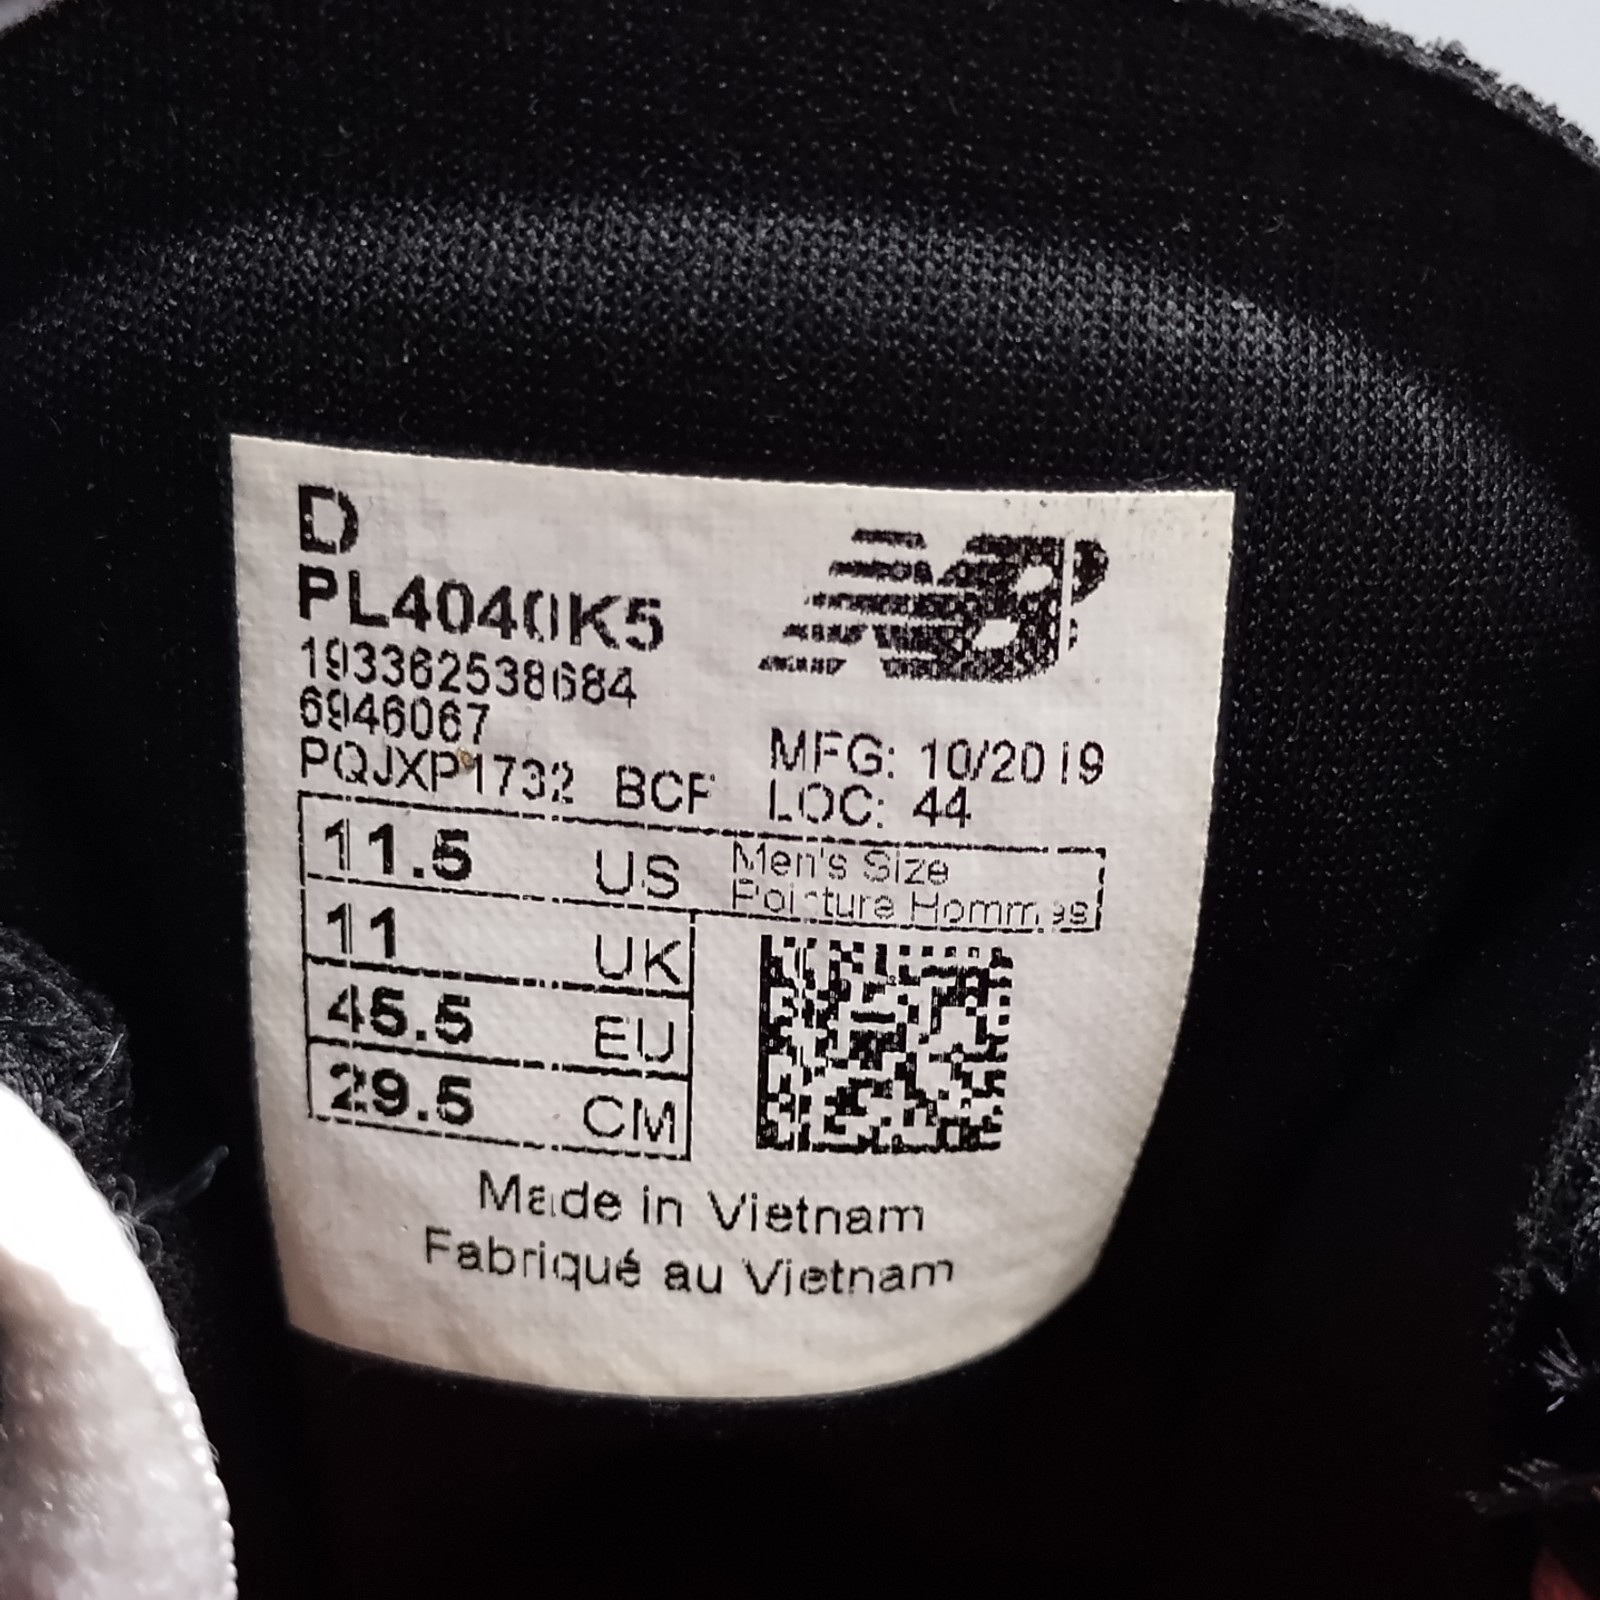 D
PL4040K5
193362538684
6946067
PQJXP1732 BCF
NB
MFG: 10/2019
LOC: 44
11.5 US Men's Size
Pointure Hommes
11 UK
45.5 EU
29.5 CM
Made in Vietnam
Fabriqué au Vietnam